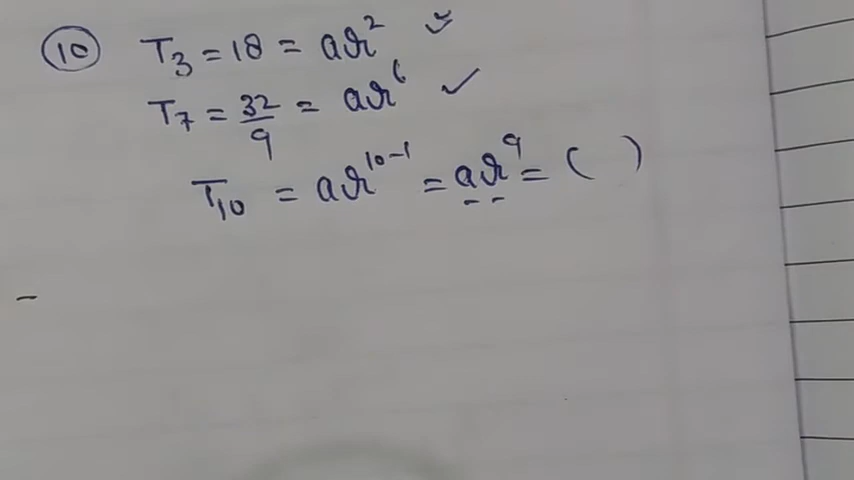 ⑩ T₃ = 18 = ar²
T₇ = 32/9 = ar⁶
T₁₀ = ar¹⁰⁻¹ = ar⁹ = ( )